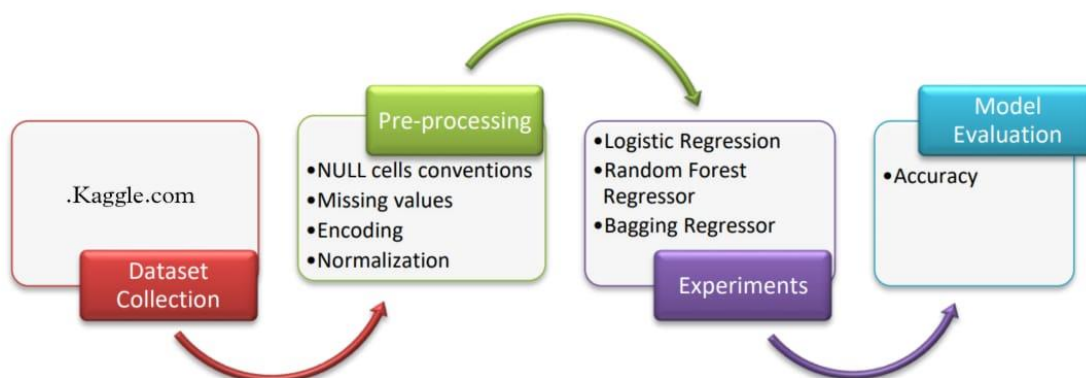 .Kaggle.com
Dataset
Collection
Pre-processing
•NULL cells conventions
•Missing values
•Encoding
•Normalization
•Logistic Regression
•Random Forest
Regressor
•Bagging Regressor
Experiments
Model
Evaluation
•Accuracy